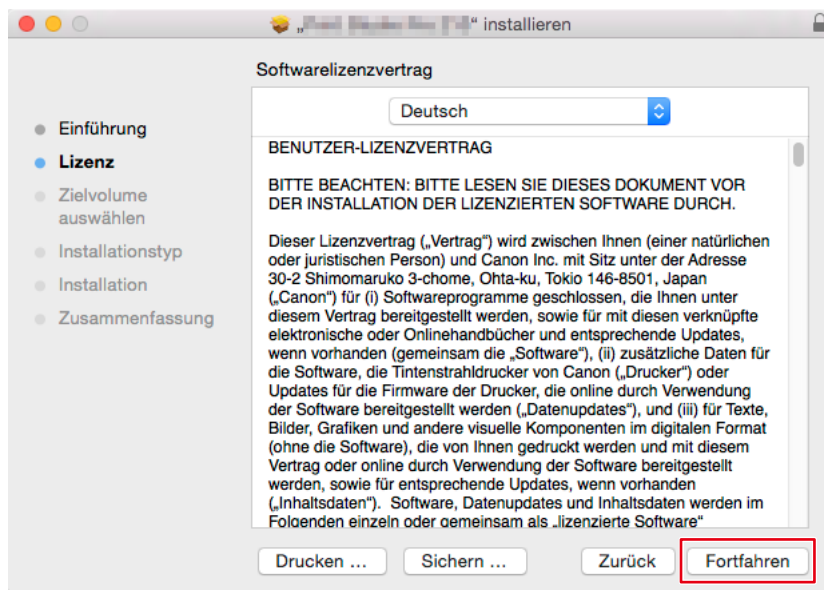 „ “ installieren
Softwarelizenzvertrag
Einführung
Lizenz
Zielvolume
auswählen
Installationstyp
Installation
Zusammenfassung
Deutsch
BENUTZER-LIZENZVERTRAG
BITTE BEACHTEN: BITTE LESEN SIE DIESES DOKUMENT VOR
DER INSTALLATION DER LIZENZIERTEN SOFTWARE DURCH.
Dieser Lizenzvertrag („Vertrag“) wird zwischen Ihnen (einer natürlichen
oder juristischen Person) und Canon Inc. mit Sitz unter der Adresse
30-2 Shimomaruko 3-chome, Ohta-ku, Tokio 146-8501, Japan
(„Canon“) für (i) Softwareprogramme geschlossen, die Ihnen unter
diesem Vertrag bereitgestellt werden, sowie für mit diesen verknüpfte
elektronische oder Onlinehandbücher und entsprechende Updates,
wenn vorhanden (gemeinsam die „Software“), (ii) zusätzliche Daten für
die Software, die Tintenstrahldrucker von Canon („Drucker“) oder
Updates für die Firmware der Drucker, die online durch Verwendung
der Software bereitgestellt werden („Datenupdates“), und (iii) für Texte,
Bilder, Grafiken und andere visuelle Komponenten im digitalen Format
(ohne die Software), die von Ihnen gedruckt werden und mit diesem
Vertrag oder online durch Verwendung der Software bereitgestellt
werden, sowie für entsprechende Updates, wenn vorhanden
(„Inhaltsdaten“). Software, Datenupdates und Inhaltsdaten werden im
Folgenden einzeln oder gemeinsam als „lizenzierte Software“
Drucken ...
Sichern ...
Zurück
Fortfahren